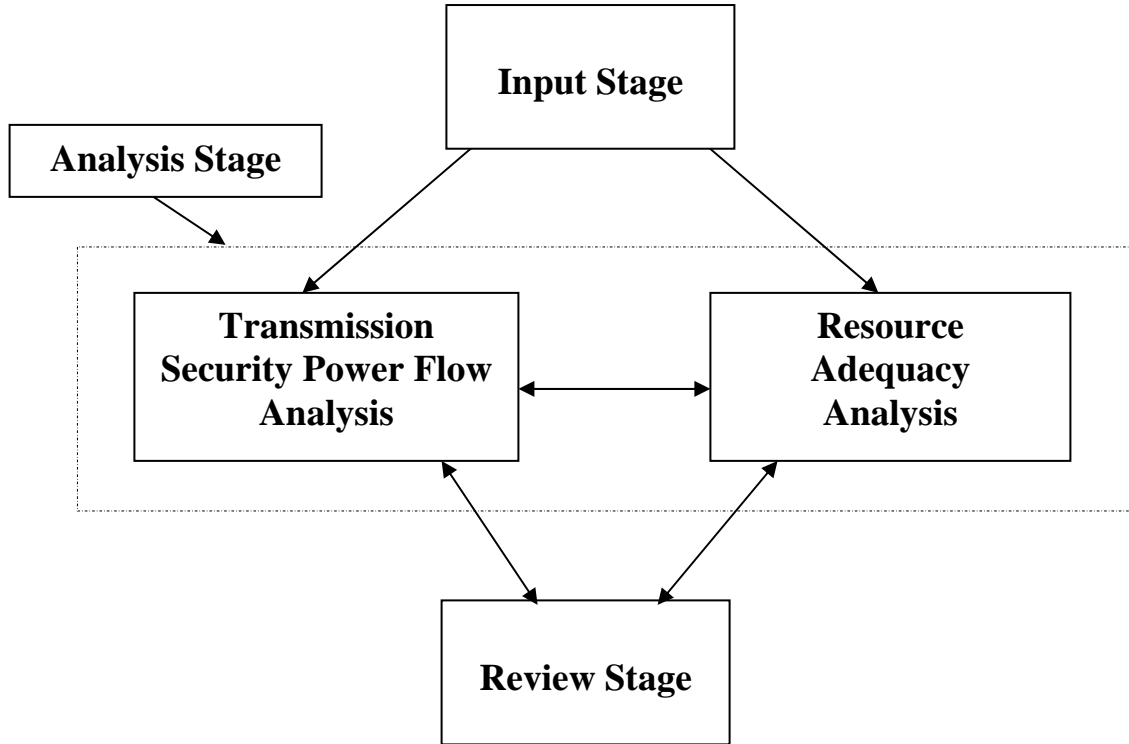 Input Stage
Analysis Stage
Transmission
Security Power Flow
Analysis
Resource
Adequacy
Analysis
Review Stage